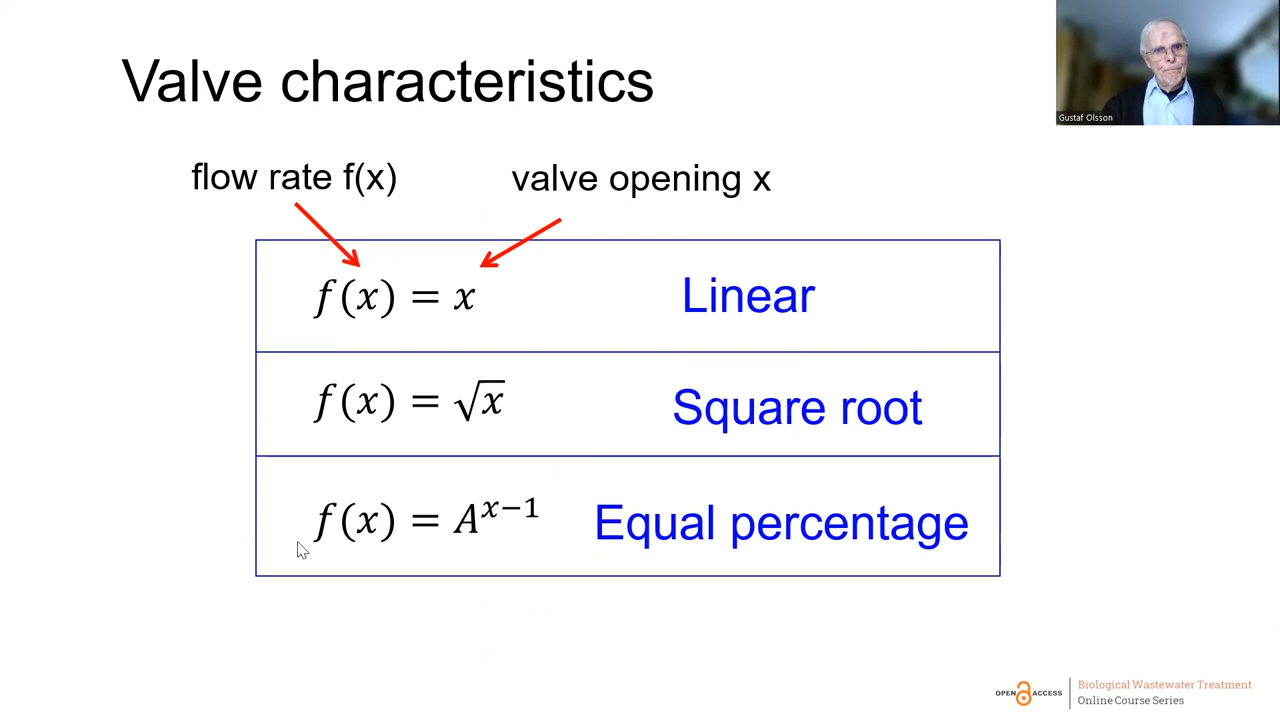 Valve characteristics
Gustaf Olsson
flow rate f(x)
valve opening x
f(x) = x
Linear
f(x) = √x
Square root
f(x) = A^{x−1}
Equal percentage
OPEN ACCESS
Biological Wastewater Treatment
Online Course Series